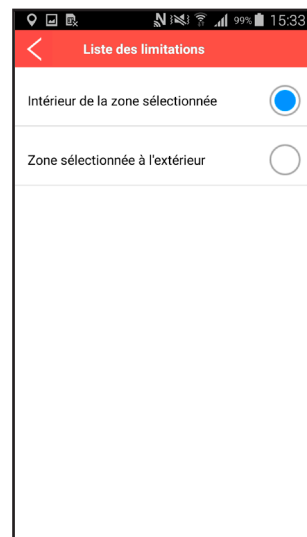 99% 15:33
Liste des limitations
Intérieur de la zone sélectionnée
Zone sélectionnée à l'extérieur